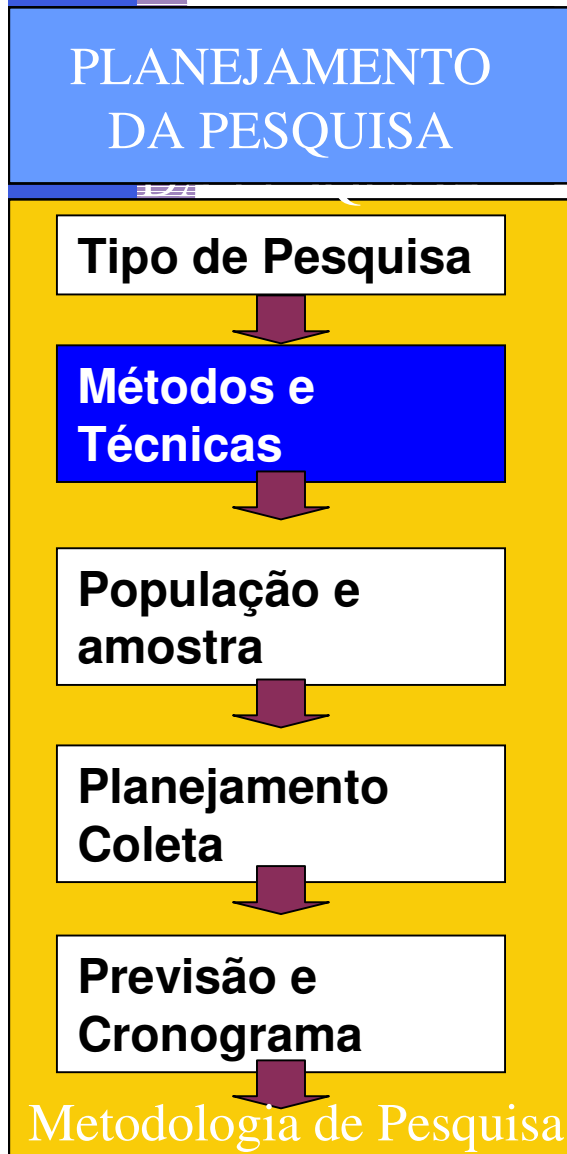 PLANEJAMENTO
DA PESQUISA
Tipo de Pesquisa
Métodos e
Técnicas
População e
amostra
Planejamento
Coleta
Previsão e
Cronograma
Metodologia de Pesquisa